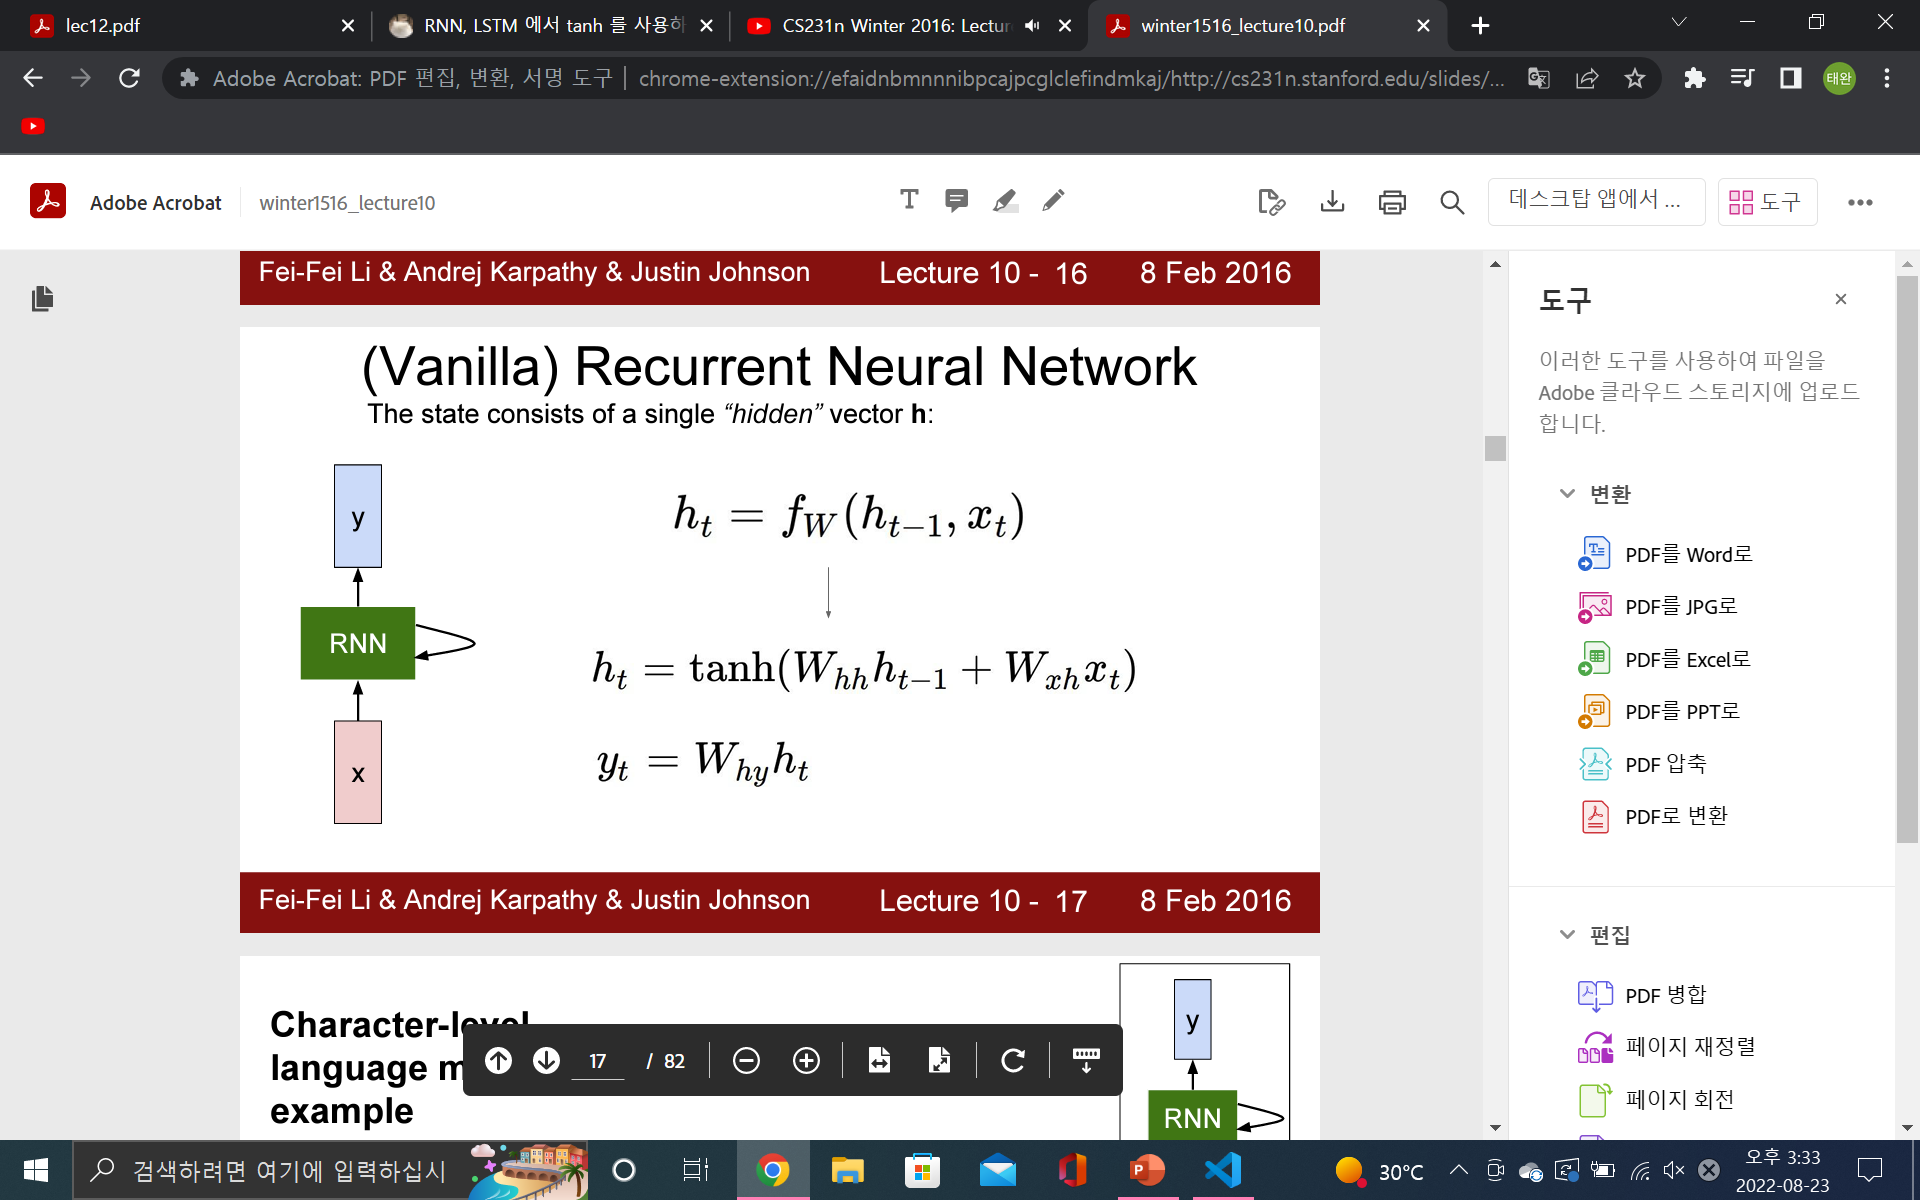 lec12.pdf
RNN, LSTM 에서 tanh 를 사용하
CS231n Winter 2016: Lectur
winter1516_lecture10.pdf
Adobe Acrobat: PDF 편집, 변환, 서명 도구 | chrome-extension://efaidnbmnnnibpcajpcglclefindmkaj/http://cs231n.stanford.edu/slides/...
태완
Adobe Acrobat
winter1516_lecture10
데스크탑 앱에서 ...
도구
Fei-Fei Li & Andrej Karpathy & Justin Johnson Lecture 10 - 16 8 Feb 2016
(Vanilla) Recurrent Neural Network
The state consists of a single “hidden” vector h:
y
RNN
x
h_t = f_W(h_{t−1}, x_t)
h_t = tanh(W_{hh}h_{t−1} + W_{xh}x_t)
y_t = W_{hy}h_t
Fei-Fei Li & Andrej Karpathy & Justin Johnson Lecture 10 - 17 8 Feb 2016
Character-level
language m
example
y
RNN
17 / 82
도구
이러한 도구를 사용하여 파일을
Adobe 클라우드 스토리지에 업로드
합니다.
변환
PDF를 Word로
PDF를 JPG로
PDF를 Excel로
PDF를 PPT로
PDF 압축
PDF로 변환
편집
PDF 병합
페이지 재정렬
페이지 회전
검색하려면 여기에 입력하십시
30°C
오후 3:33
2022-08-23